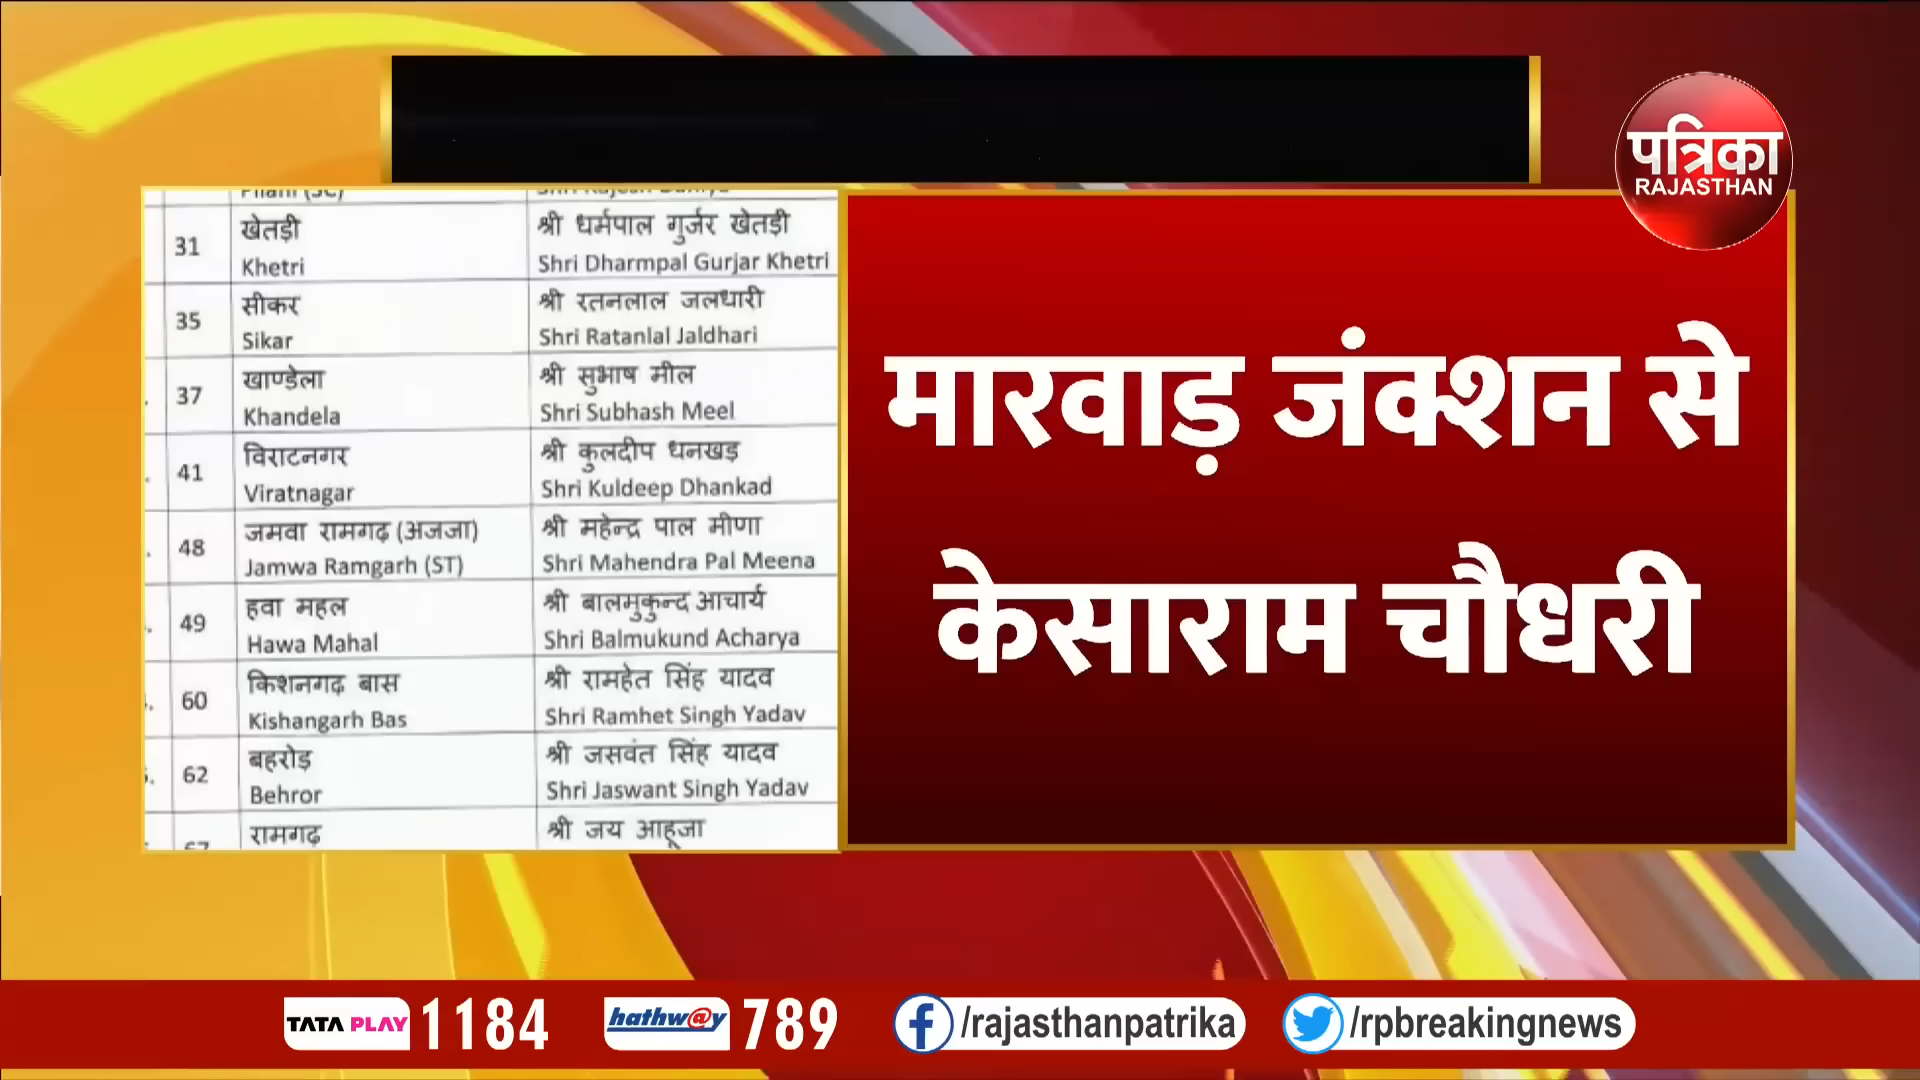 पत्रिका
RAJASTHAN
Pilani (SC)
31
खेतड़ी
Khetri
श्री धर्मपाल गुर्जर खेतड़ी
Shri Dharmpal Gurjar Khetri
35
सीकर
Sikar
श्री रतनलाल जलधारी
Shri Ratanlal Jaldhari
37
खाण्डेला
Khandela
श्री सुभाष मील
Shri Subhash Meel
41
विराटनगर
Viratnagar
श्री कुलदीप धनखड़
Shri Kuldeep Dhankad
48
जमवा रामगढ़ (अजजा)
Jamwa Ramgarh (ST)
श्री महेन्द्र पाल मीणा
Shri Mahendra Pal Meena
49
हवा महल
Hawa Mahal
श्री बालमुकुन्द आचार्य
Shri Balmukund Acharya
60
किशनगढ़ बास
Kishangarh Bas
श्री रामहेत सिंह यादव
Shri Ramhet Singh Yadav
62
बहरोड़
Behror
श्री जसवंत सिंह यादव
Shri Jaswant Singh Yadav
रामगढ़
श्री जय आहूजा
मारवाड़ जंक्शन से
केसाराम चौधरी
TATA PLAY 1184 hathw@y 789 /rajasthanpatrika /rpbreakingnews